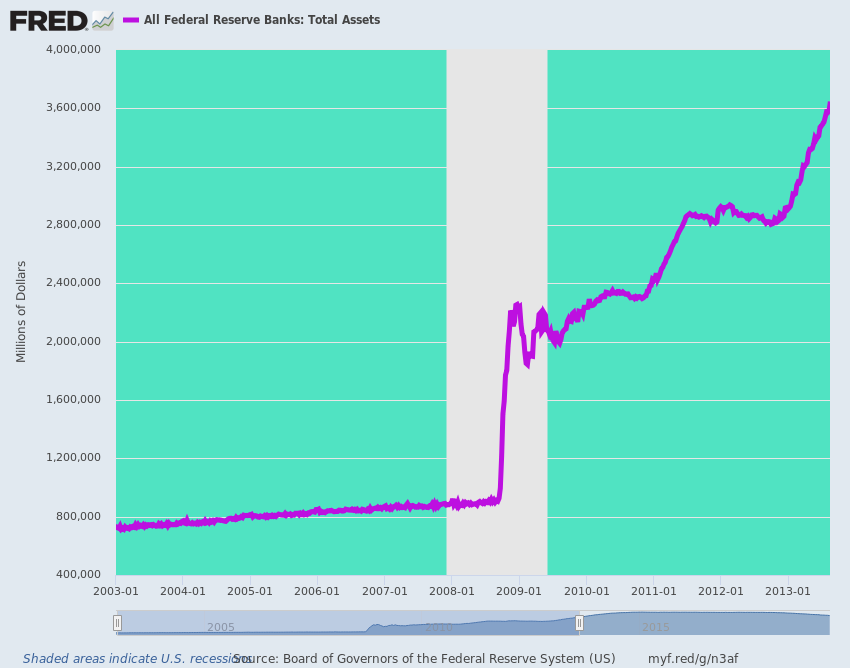 FRED
All Federal Reserve Banks: Total Assets
4,000,000
3,600,000
3,200,000
2,800,000
2,400,000
2,000,000
1,600,000
1,200,000
800,000
400,000
Millions of Dollars
2003-01 2004-01 2005-01 2006-01 2007-01 2008-01 2009-01 2010-01 2011-01 2012-01 2013-01
2005 2010 2015
Shaded areas indicate U.S. recessions Source: Board of Governors of the Federal Reserve System (US) myf.red/g/n3af